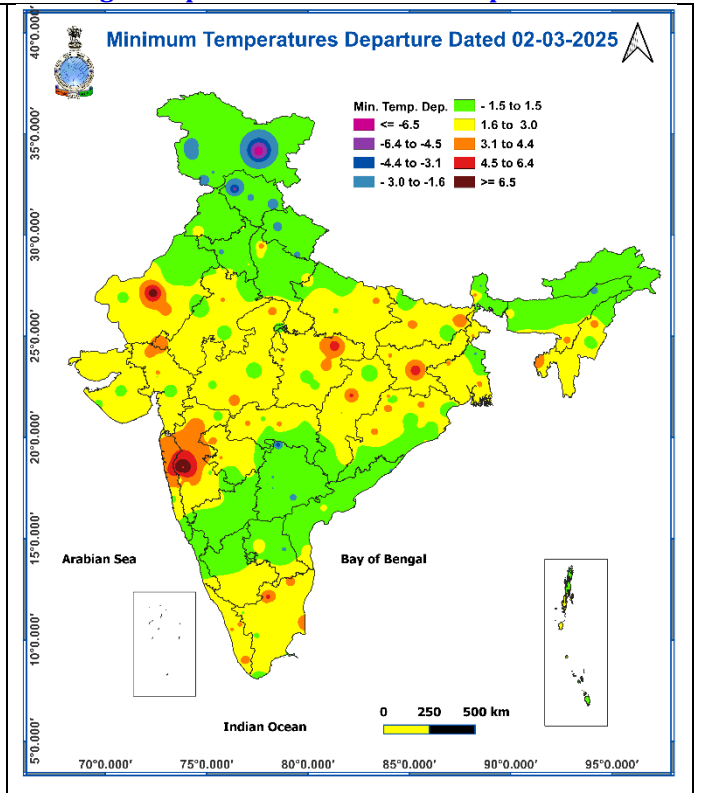 Minimum Temperatures Departure Dated 02-03-2025
Min. Temp. Dep.
<= -6.5
-6.4 to -4.5
-4.4 to -3.1
- 3.0 to -1.6
- 1.5 to 1.5
1.6 to 3.0
3.1 to 4.4
4.5 to 6.4
>= 6.5
40°0.000'
35°0.000'
30°0.000'
25°0.000'
20°0.000'
15°0.000'
10°0.000'
5°0.000'
Arabian Sea
Bay of Bengal
Indian Ocean
0 250 500 km
70°0.000' 75°0.000' 80°0.000' 85°0.000' 90°0.000' 95°0.000'